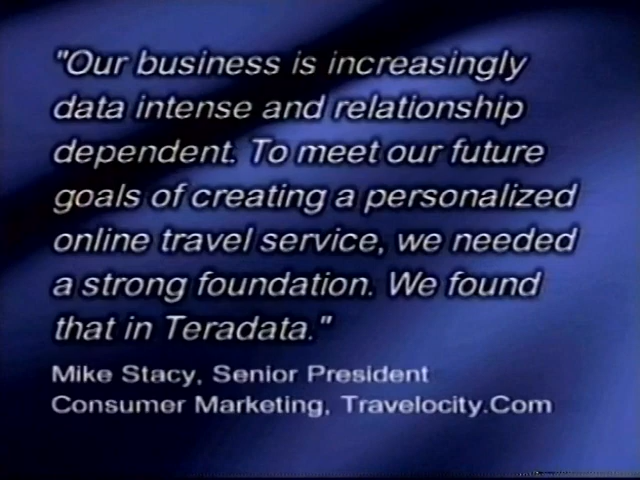 "Our business is increasingly
data intense and relationship
dependent. To meet our future
goals of creating a personalized
online travel service, we needed
a strong foundation. We found
that in Teradata."
Mike Stacy, Senior President
Consumer Marketing, Travelocity.Com